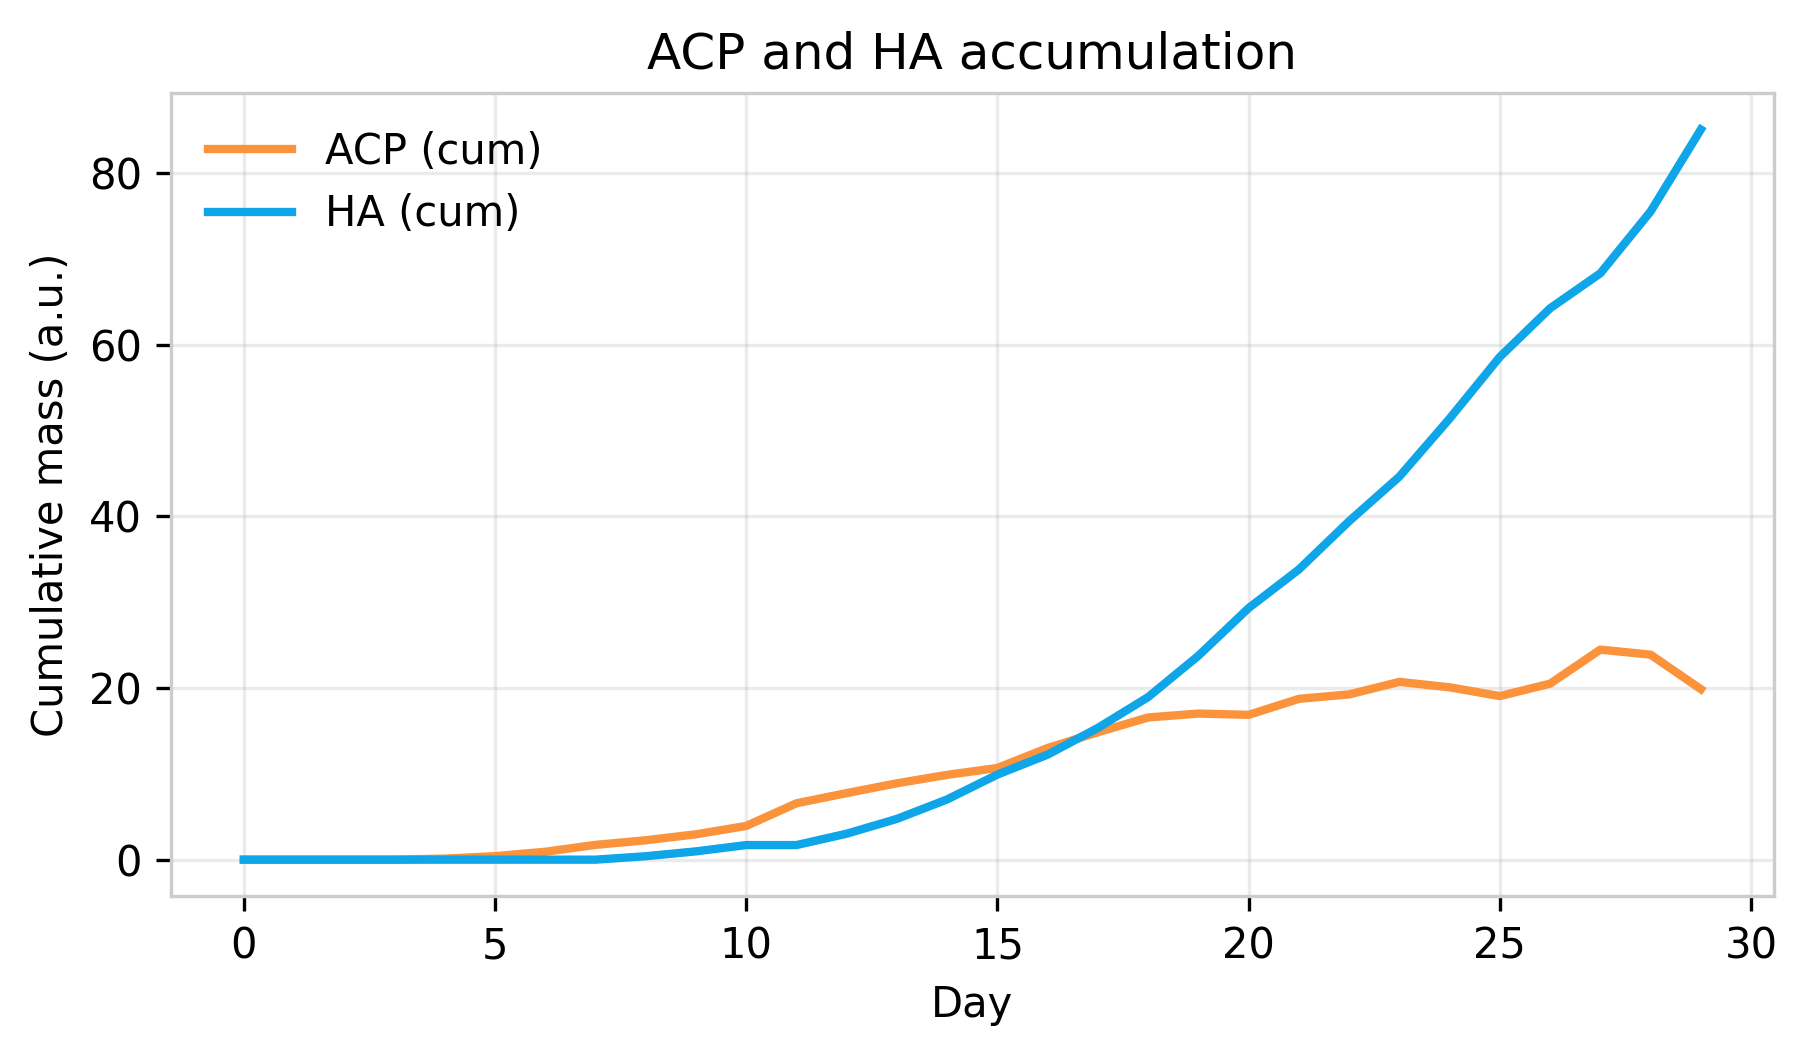 ACP and HA accumulation
ACP (cum)
HA (cum)
Cumulative mass (a.u.)
80
60
40
20
0
0 5 10 15 20 25 30
Day